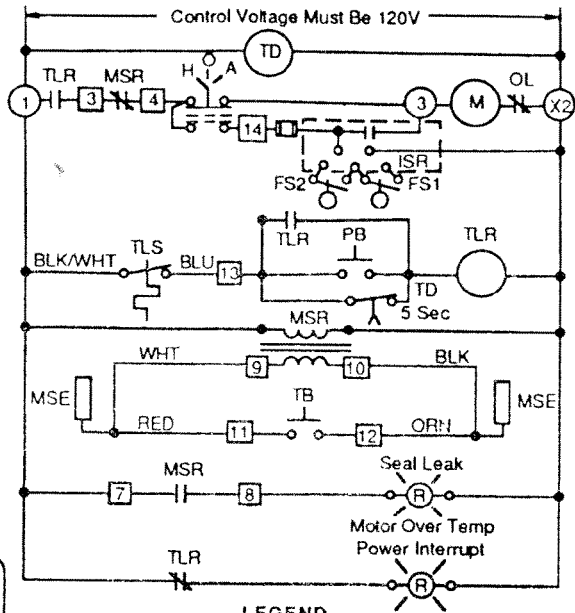 Control Voltage Must Be 120V
TD
H A
1 TLR 3 MSR 4 3 M OL X2
14
ISR
FS2 FS1
TLR
BLK/WHT TLS BLU 13 PB TLR
TD
5 Sec
MSR
WHT 9 10 BLK
MSE TB MSE
RED 11 12 ORN
7 MSR 8 Seal Leak
R
Motor Over Temp
Power Interrupt
TLR
R
LEGEND